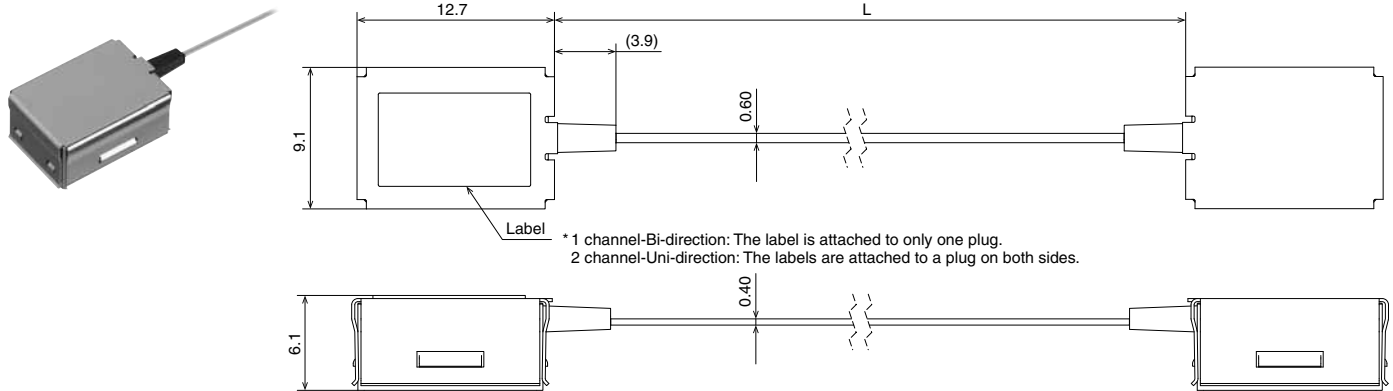 12.7
L
(3.9)
0.60
9.1
Label
* 1 channel-Bi-direction: The label is attached to only one plug.
2 channel-Uni-direction: The labels are attached to a plug on both sides.
0.40
6.1